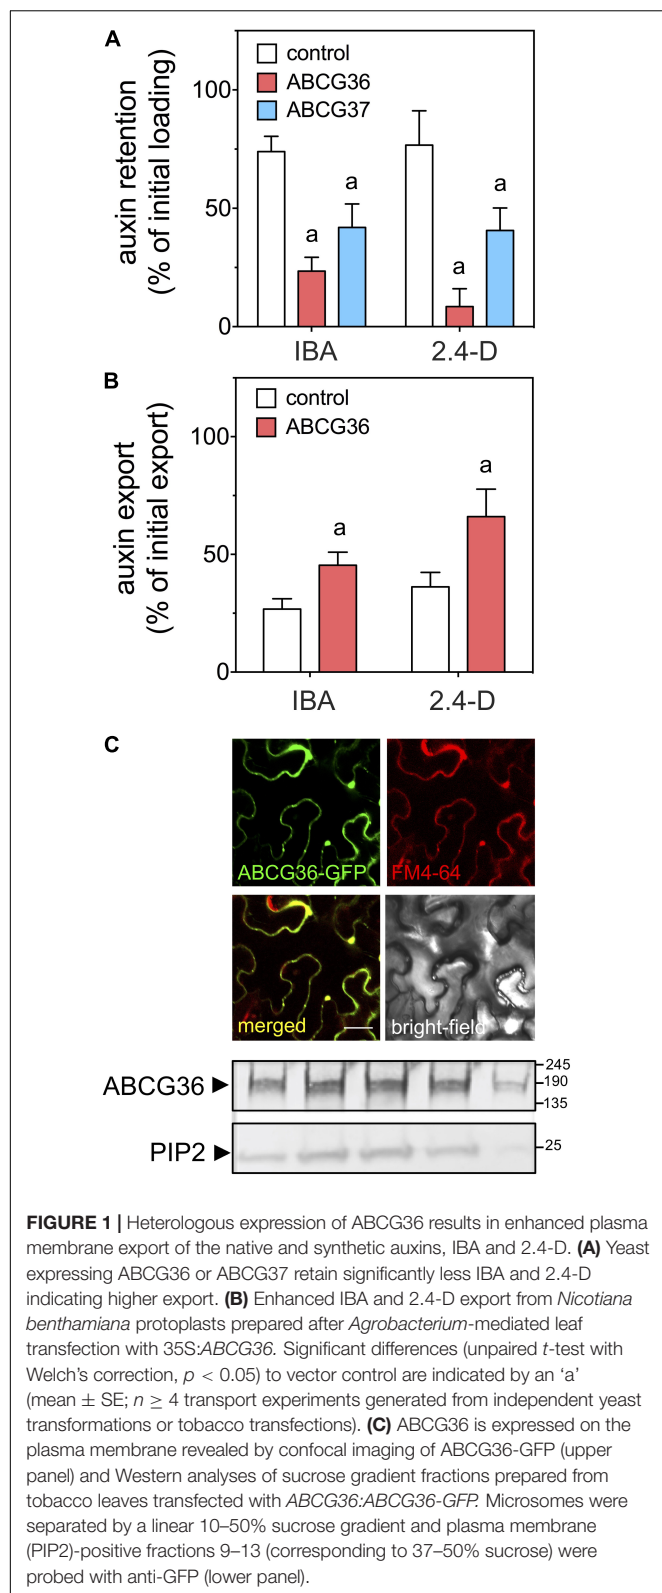 A
auxin retention
(% of initial loading)
100
50
0
control
ABCG36
ABCG37
a
a
a
a
IBA
2.4-D
B
auxin export
(% of initial export)
100
50
0
control
ABCG36
a
a
IBA
2.4-D
C
ABCG36-GFP
FM4-64
merged
bright-field
ABCG36
245
190
135
PIP2
25
FIGURE 1 | Heterologous expression of ABCG36 results in enhanced plasma
membrane export of the native and synthetic auxins, IBA and 2.4-D. (A) Yeast
expressing ABCG36 or ABCG37 retain significantly less IBA and 2.4-D
indicating higher export. (B) Enhanced IBA and 2.4-D export from Nicotiana
benthamiana protoplasts prepared after Agrobacterium-mediated leaf
transfection with 35S:ABCG36. Significant differences (unpaired t-test with
Welch's correction, p < 0.05) to vector control are indicated by an 'a'
(mean ± SE; n ≥ 4 transport experiments generated from independent yeast
transformations or tobacco transfections). (C) ABCG36 is expressed on the
plasma membrane revealed by confocal imaging of ABCG36-GFP (upper
panel) and Western analyses of sucrose gradient fractions prepared from
tobacco leaves transfected with ABCG36:ABCG36-GFP. Microsomes were
separated by a linear 10–50% sucrose gradient and plasma membrane
(PIP2)-positive fractions 9–13 (corresponding to 37–50% sucrose) were
probed with anti-GFP (lower panel).